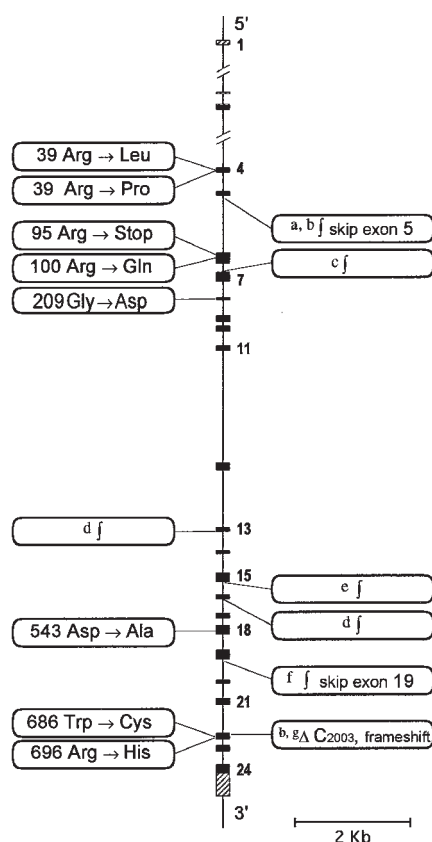 5'
1
39 Arg → Leu
4
39 Arg → Pro
a, b ∫ skip exon 5
95 Arg → Stop
c ∫
100 Arg → Gln
7
209 Gly → Asp
11
d ∫
13
15
e ∫
d ∫
543 Asp → Ala
18
f ∫ skip exon 19
21
686 Trp → Cys
b, g Δ C2003, frameshift
696 Arg → His
24
3'
2 Kb